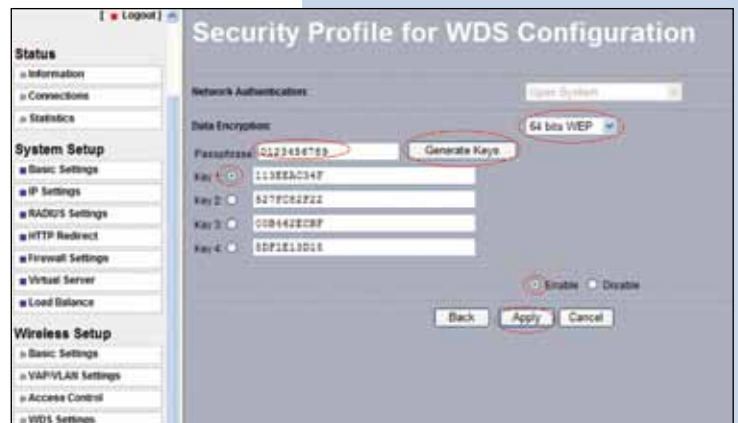 [ Logout]
Security Profile for WDS Configuration
Status
Information
Connections
Statistics
System Setup
Basic Settings
IP Settings
RADIUS Settings
HTTP Redirect
Firewall Settings
Virtual Server
Load Balance
Wireless Setup
Basic Settings
VAP/VLAN Settings
Access Control
WDS Settings
Network Authentication:
Open System
Data Encryption:
64 bits WEP
Passphrase 0123456789
Generate Keys
Key 1:
Key 2:
Key 3:
Key 4:
Enable Disable
Back Apply Cancel